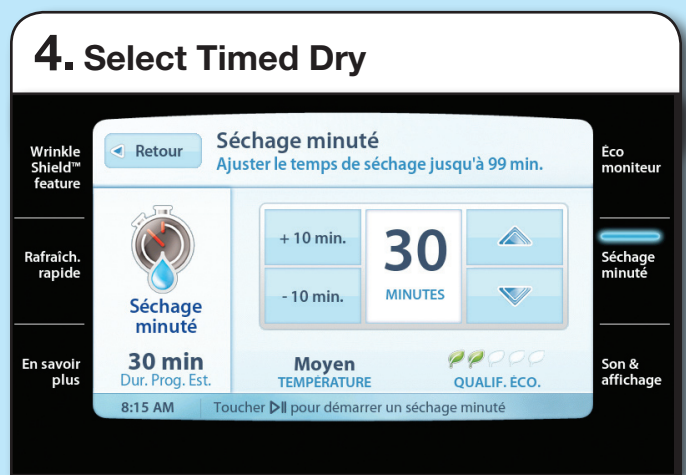 4. Select Timed Dry
Wrinkle
Shield™
feature
Rafraîch.
rapide
En savoir
plus
Retour
Séchage minuté
Ajuster le temps de séchage jusqu'à 99 min.
Séchage
minuté
30 min
Dur. Prog. Est.
+ 10 min.
- 10 min.
30
MINUTES
Moyen
TEMPÉRATURE
QUALIF. ÉCO.
8:15 AM
Toucher pour démarrer un séchage minuté
Éco
moniteur
Séchage
minuté
Son &
affichage